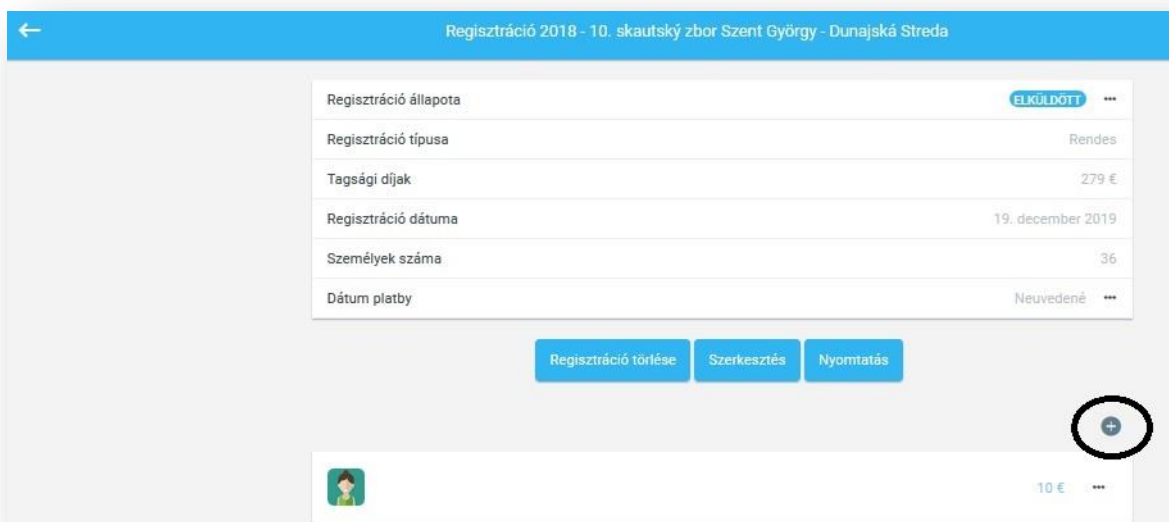 Regisztráció 2018 - 10. skautský zbor Szent György - Dunajská Streda
Regisztráció állapota ELKÜLDÖTT
Regisztráció típusa Rendes
Tagsági díjak 279 €
Regisztráció dátuma 19. december 2019
Személyek száma 36
Dátum platby Neuvedené
Regisztráció törlése Szerkesztés Nyomtatás
10 €